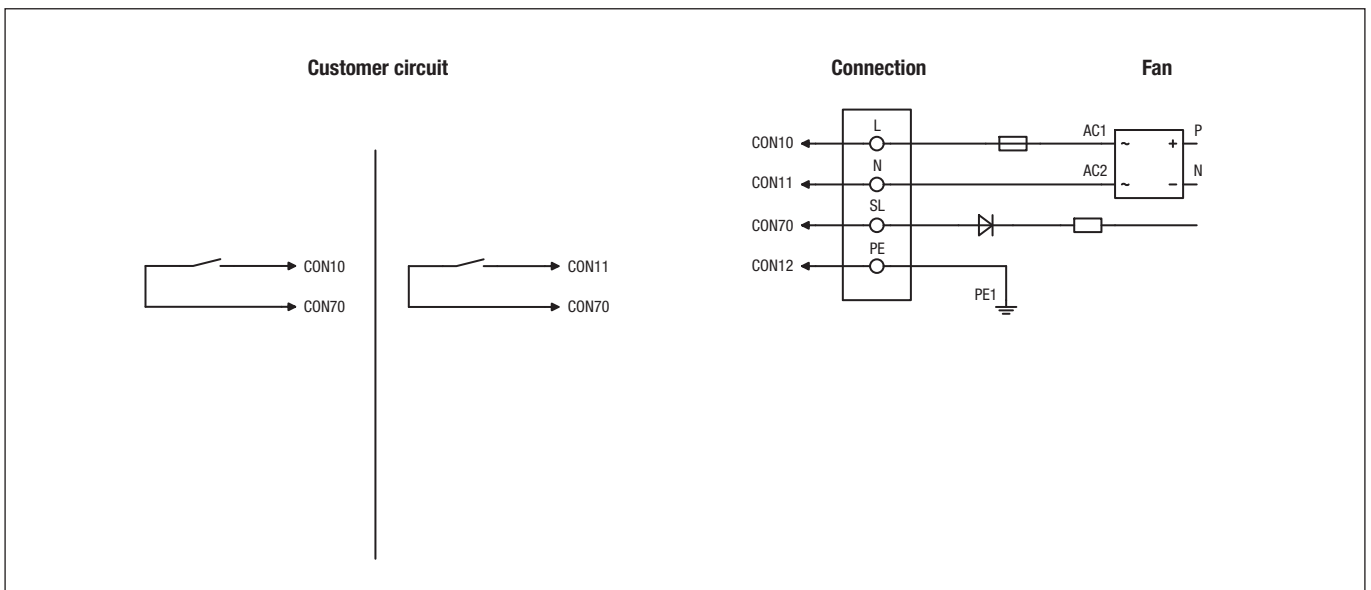 Customer circuit
Connection
Fan
CON10
CON70
CON11
CON70
CON10
L
AC1
~
+
P
CON11
N
AC2
~
−
N
CON70
SL
CON12
PE
PE1